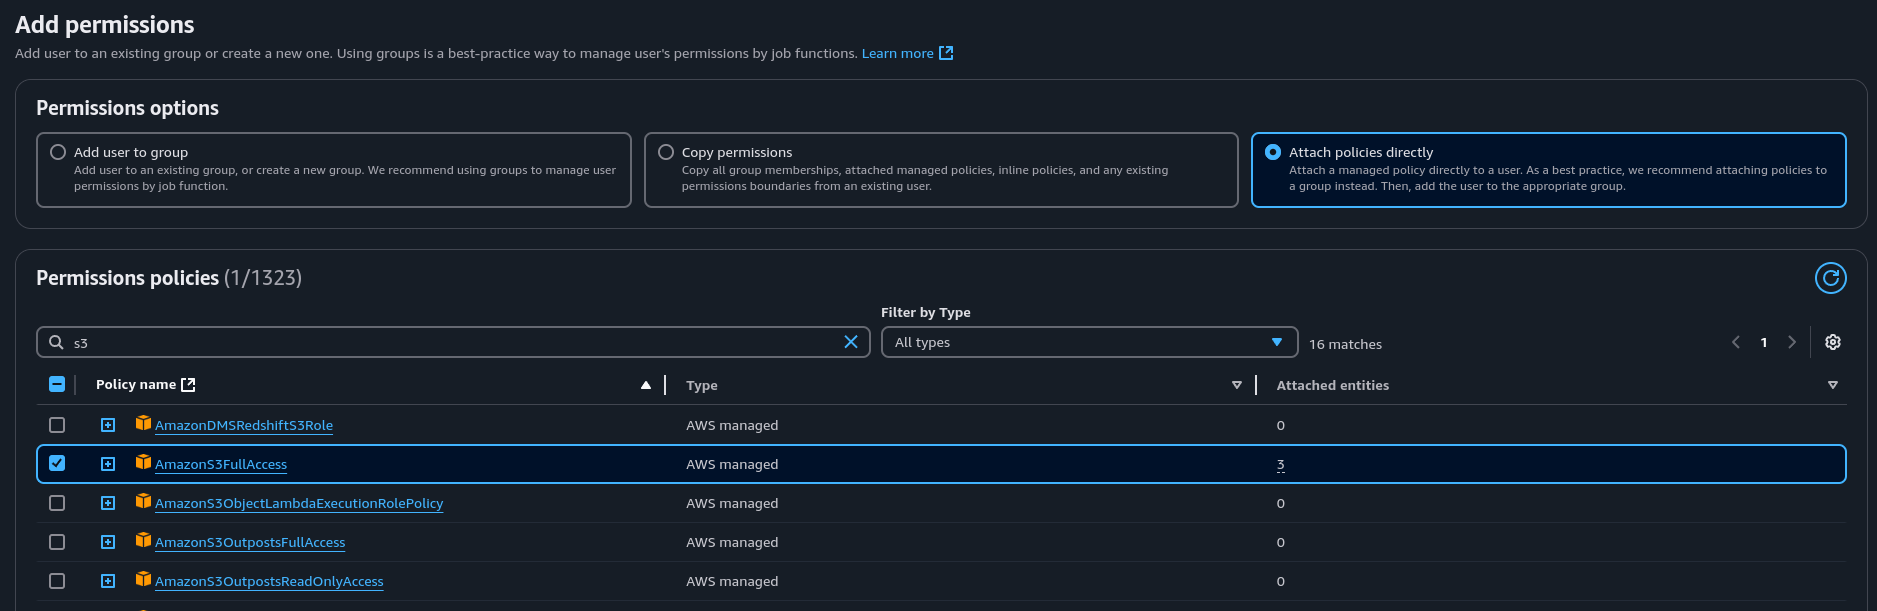 Add permissions
Add user to an existing group or create a new one. Using groups is a best-practice way to manage user's permissions by job functions. Learn more
Permissions options
Add user to group
Add user to an existing group, or create a new group. We recommend using groups to manage user
permissions by job function.
Copy permissions
Copy all group memberships, attached managed policies, inline policies, and any existing
permissions boundaries from an existing user.
Attach policies directly
Attach a managed policy directly to a user. As a best practice, we recommend attaching policies to
a group instead. Then, add the user to the appropriate group.
Permissions policies (1/1323)
Filter by Type
s3 All types 16 matches 1
Policy name Type Attached entities
AmazonDMSRedshiftS3Role AWS managed 0
AmazonS3FullAccess AWS managed 3
AmazonS3ObjectLambdaExecutionRolePolicy AWS managed 0
AmazonS3OutpostsFullAccess AWS managed 0
AmazonS3OutpostsReadOnlyAccess AWS managed 0